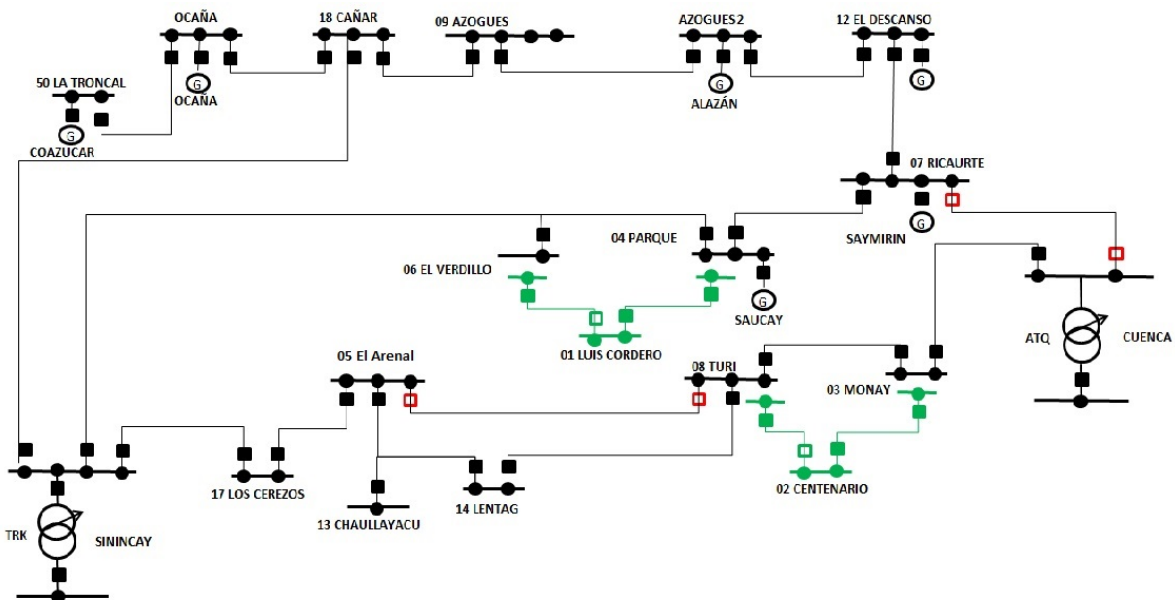 OCAÑA
18 CAÑAR
09 AZOGUES
AZOGUES 2
12 EL DESCANSO
50 LA TRONCAL
G
OCAÑA
G
ALAZÁN
G
G
COAZUCAR
07 RICAURTE
04 PARQUE
G
SAYMIRIN
06 EL VERDILLO
G
SAUCAY
01 LUIS CORDERO
ATQ
CUENCA
05 El Arenal
08 TURI
03 MONAY
17 LOS CEREZOS
14 LENTAG
02 CENTENARIO
13 CHAULLAYACU
TRK
SININCAY